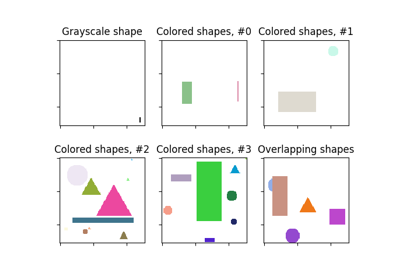 Grayscale shape
Colored shapes, #0
Colored shapes, #1
Colored shapes, #2
Colored shapes, #3
Overlapping shapes